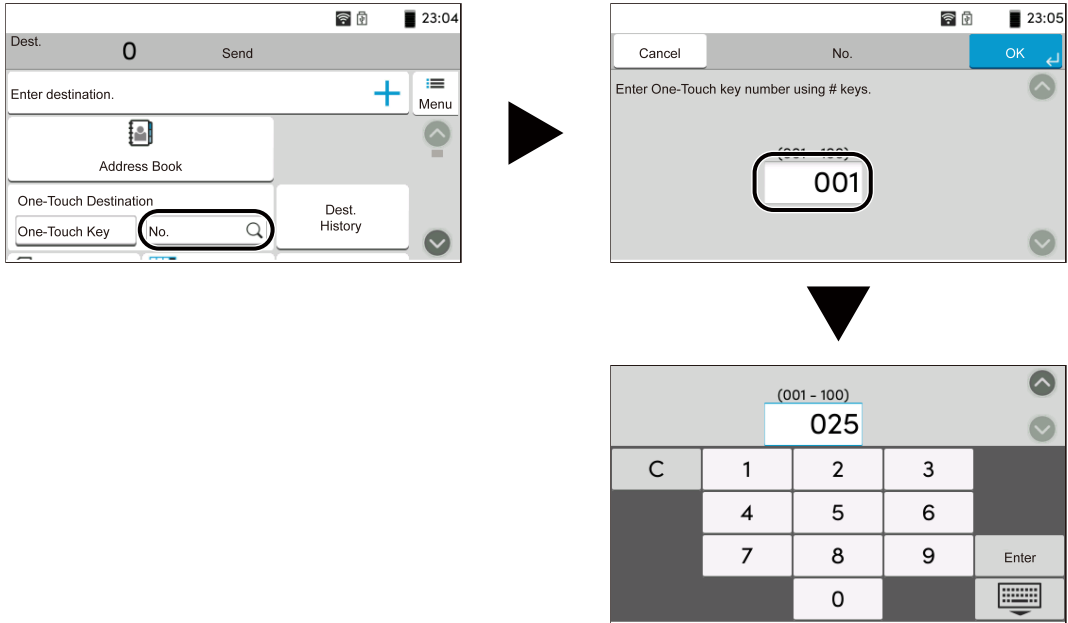 23:04
Dest.
0
Send
Enter destination.
Menu
Address Book
One-Touch Destination
One-Touch Key
No.
Dest.
History
23:05
Cancel
No.
OK
Enter One-Touch key number using # keys.
(001 - 100)
001
(001 - 100)
025
C 1 2 3
4 5 6
7 8 9 Enter
0